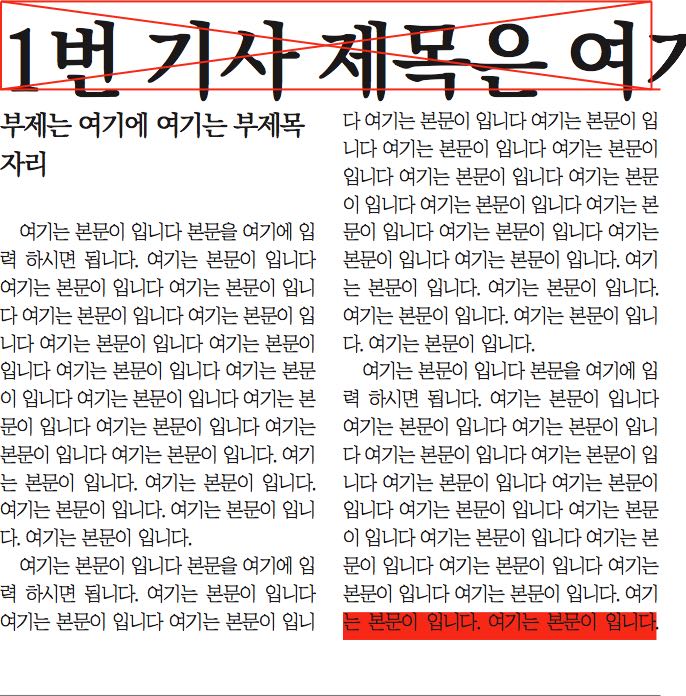 1번 기사 제목은 여기
부제는 여기에 여기는 부제목
자리
여기는 본문이 입니다 본문을 여기에 입
력 하시면 됩니다. 여기는 본문이 입니다
여기는 본문이 입니다 여기는 본문이 입니
다 여기는 본문이 입니다 여기는 본문이 입
니다 여기는 본문이 입니다 여기는 본문이
입니다 여기는 본문이 입니다 여기는 본문
이 입니다 여기는 본문이 입니다 여기는 본
문이 입니다 여기는 본문이 입니다 여기는
본문이 입니다 여기는 본문이 입니다. 여기
는 본문이 입니다. 여기는 본문이 입니다.
여기는 본문이 입니다. 여기는 본문이 입니
다. 여기는 본문이 입니다.
여기는 본문이 입니다 본문을 여기에 입
력 하시면 됩니다. 여기는 본문이 입니다
여기는 본문이 입니다 여기는 본문이 입니
다 여기는 본문이 입니다 여기는 본문이 입
니다 여기는 본문이 입니다 여기는 본문이
입니다 여기는 본문이 입니다 여기는 본문
이 입니다 여기는 본문이 입니다 여기는 본
문이 입니다 여기는 본문이 입니다 여기는
본문이 입니다 여기는 본문이 입니다. 여기
는 본문이 입니다. 여기는 본문이 입니다.
여기는 본문이 입니다. 여기는 본문이 입니
다. 여기는 본문이 입니다.
여기는 본문이 입니다 본문을 여기에 입
력 하시면 됩니다. 여기는 본문이 입니다
여기는 본문이 입니다 여기는 본문이 입니
다 여기는 본문이 입니다 여기는 본문이 입
니다 여기는 본문이 입니다 여기는 본문이
입니다 여기는 본문이 입니다 여기는 본문
이 입니다 여기는 본문이 입니다 여기는 본
문이 입니다 여기는 본문이 입니다 여기는
본문이 입니다 여기는 본문이 입니다. 여기
는 본문이 입니다. 여기는 본문이 입니다.